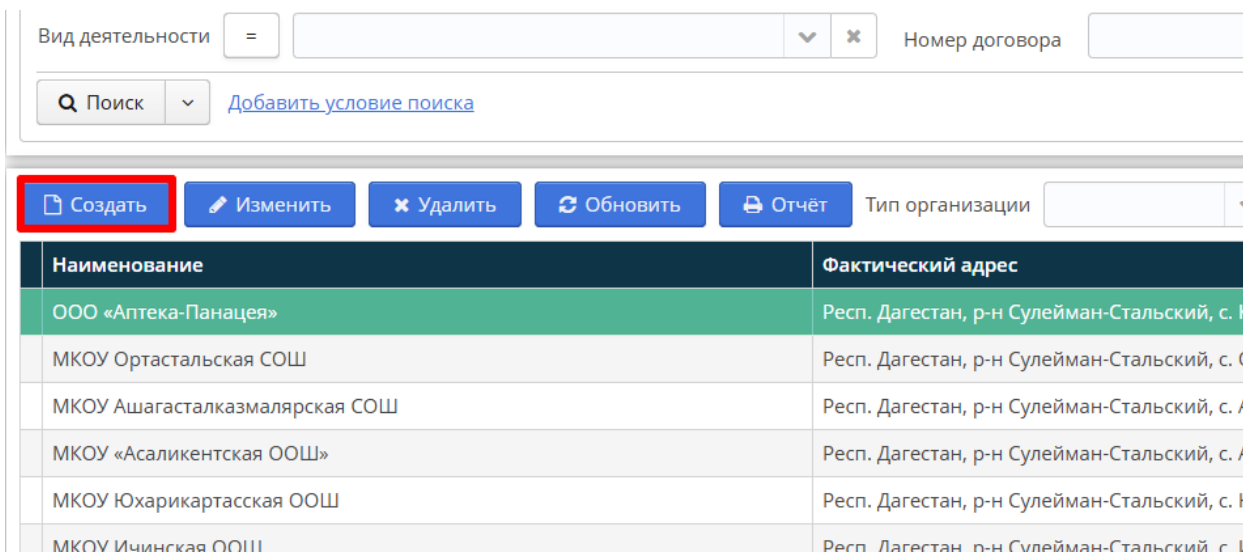 Вид деятельности = Номер договора
Поиск Добавить условие поиска
Создать Изменить Удалить Обновить Отчёт Тип организации
Наименование Фактический адрес
ООО «Аптека-Панацея» Респ. Дагестан, р-н Сулейман-Стальский, с.
МКОУ Ортастальская СОШ Респ. Дагестан, р-н Сулейман-Стальский, с.
МКОУ Ашагасталказмалярская СОШ Респ. Дагестан, р-н Сулейман-Стальский, с.
МКОУ «Асаликентская ООШ» Респ. Дагестан, р-н Сулейман-Стальский, с.
МКОУ Юхарикартасская ООШ Респ. Дагестан, р-н Сулейман-Стальский, с.
МКОУ Ичинская ООШ Респ. Дагестан, р-н Сулейман-Стальский, с.